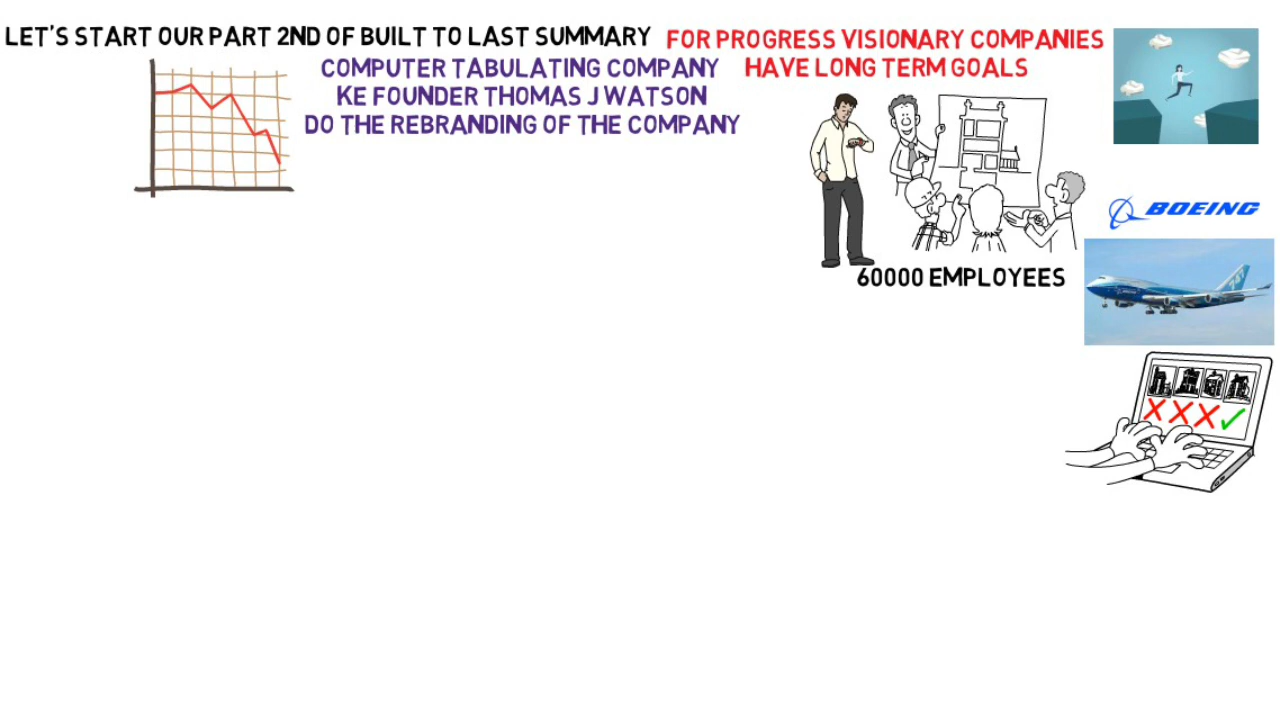 LET'S START OUR PART 2ND OF BUILT TO LAST SUMMARY
COMPUTER TABULATING COMPANY
KE FOUNDER THOMAS J WATSON
DO THE REBRANDING OF THE COMPANY
FOR PROGRESS VISIONARY COMPANIES
HAVE LONG TERM GOALS
60000 EMPLOYEES
BOEING